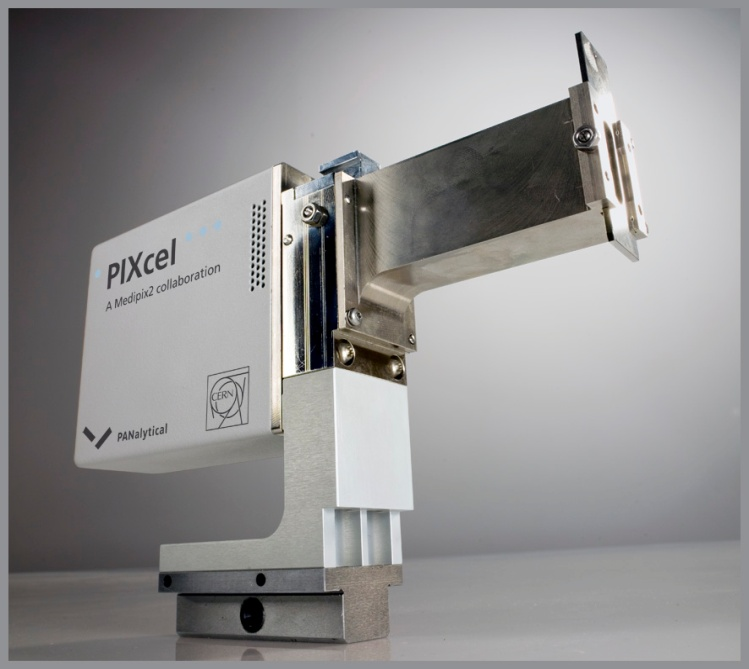 PIXcel
A Medipix2 collaboration
CERN
PANalytical